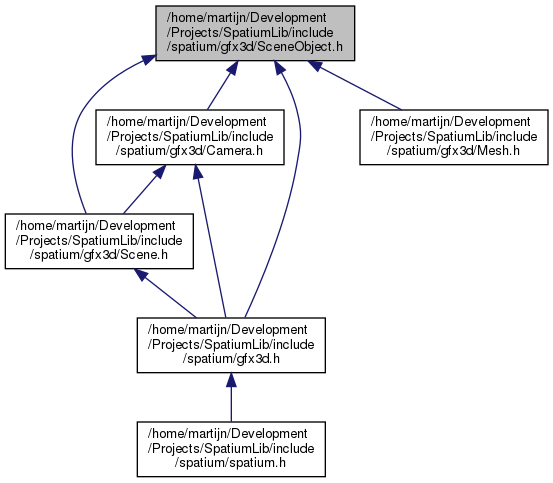 /home/martijn/Development
/Projects/SpatiumLib/include
/spatium/gfx3d/SceneObject.h
/home/martijn/Development
/Projects/SpatiumLib/include
/spatium/gfx3d/Camera.h
/home/martijn/Development
/Projects/SpatiumLib/include
/spatium/gfx3d/Mesh.h
/home/martijn/Development
/Projects/SpatiumLib/include
/spatium/gfx3d/Scene.h
/home/martijn/Development
/Projects/SpatiumLib/include
/spatium/gfx3d.h
/home/martijn/Development
/Projects/SpatiumLib/include
/spatium/spatium.h